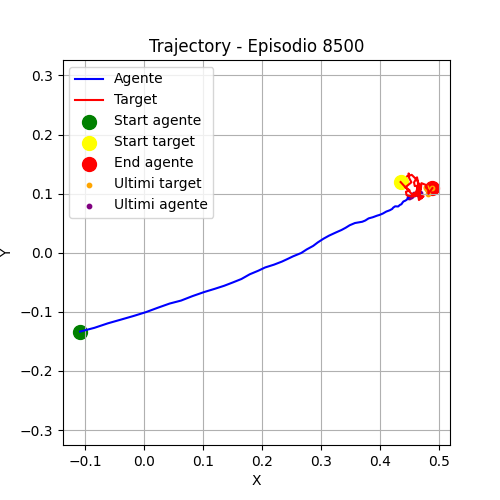 Trajectory - Episodio 8500
Agente
Target
Start agente
Start target
End agente
Ultimi target
Ultimi agente
0.3
0.2
0.1
0.0
−0.1
−0.2
−0.3
Y
−0.1
0.0
0.1
0.2
0.3
0.4
0.5
X